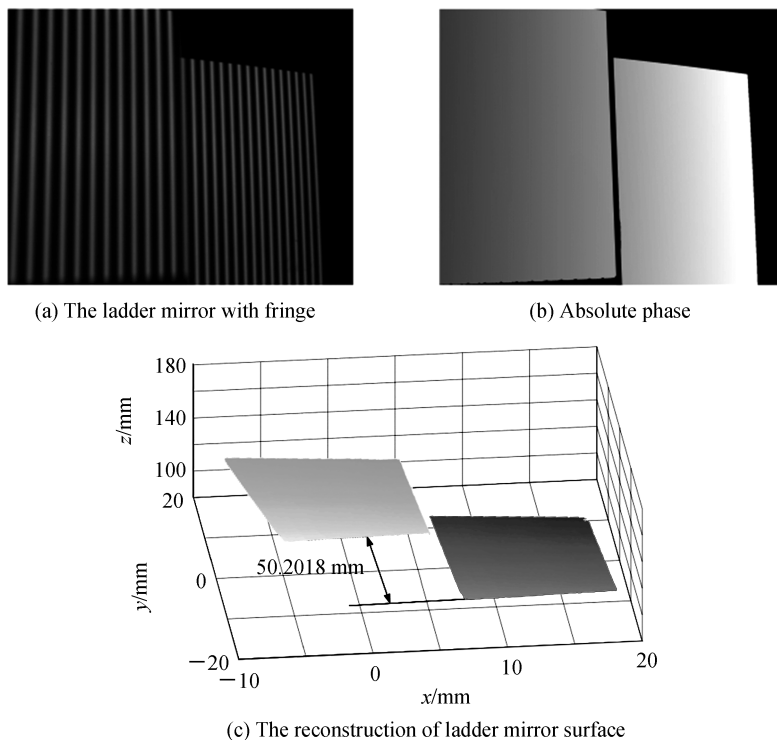 (a) The ladder mirror with fringe
(b) Absolute phase
180
140
100
z/mm
20
0
−20
y/mm
50.2018 mm
−10
0
10
20
x/mm
(c) The reconstruction of ladder mirror surface